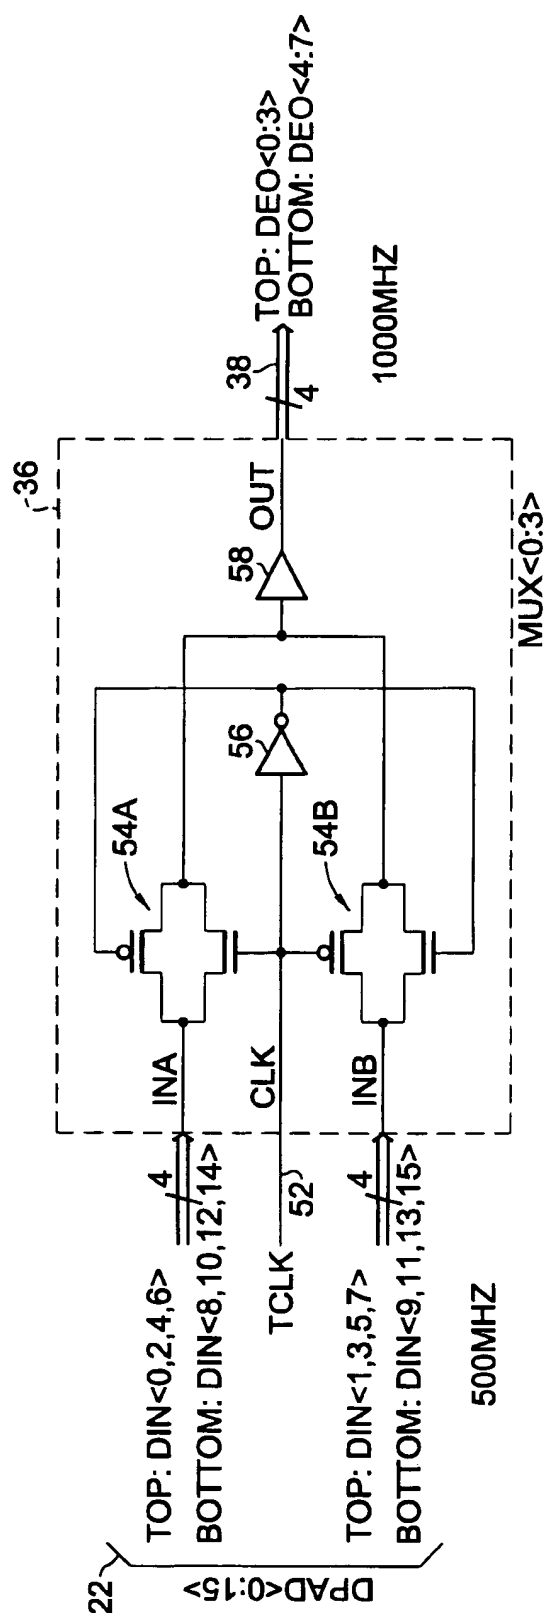 22
DPAD<0:15>
TOP: DIN<0,2,4,6>
BOTTOM: DIN<8,10,12,14>
4
TCLK
52
TOP: DIN<1,3,5,7>
BOTTOM: DIN<9,11,13,15>
4
500MHZ
36
INA
54A
CLK
56
INB
54B
58
OUT
MUX<0:3>
38
4
TOP: DEO<0:3>
BOTTOM: DEO<4:7>
1000MHZ